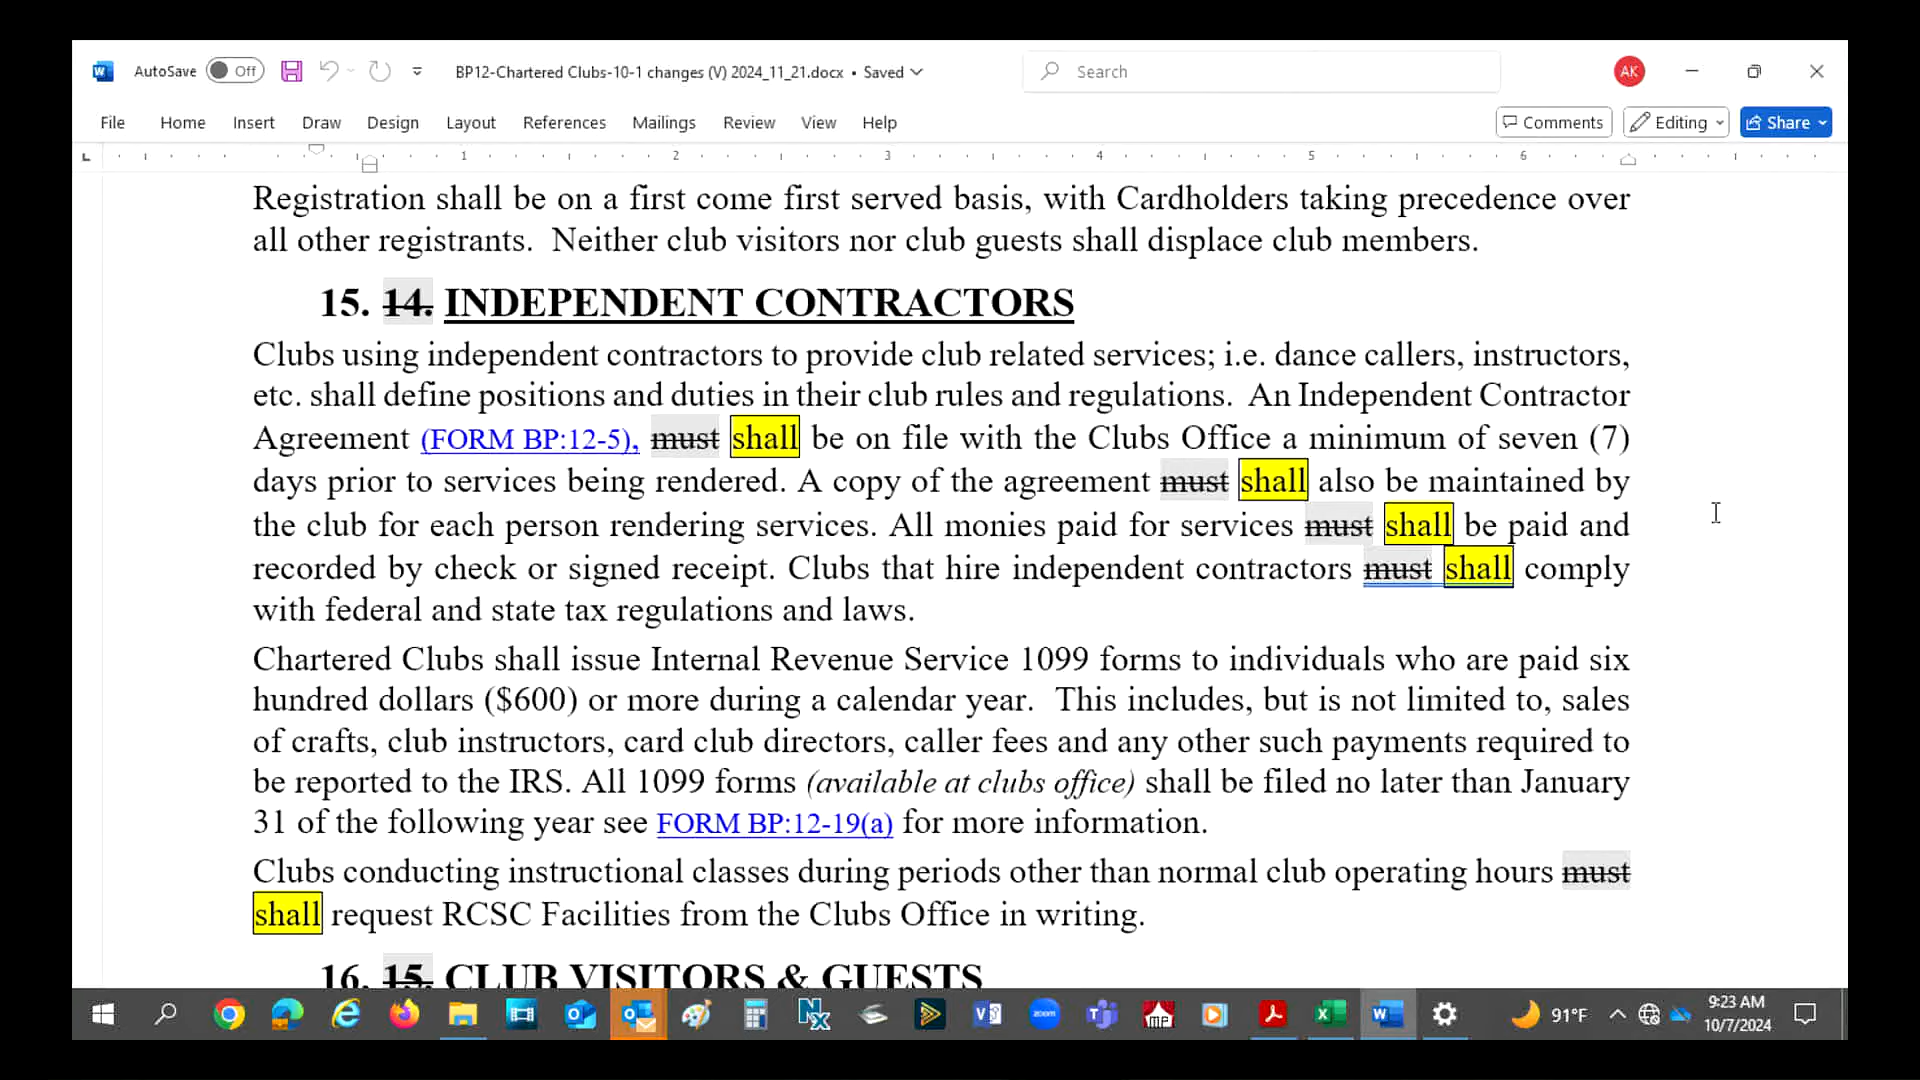 AutoSave Off BP12-Chartered Clubs-10-1 changes (V) 2024_11_21.docx • Saved Search AK
File Home Insert Draw Design Layout References Mailings Review View Help Comments Editing Share
1 2 3 4 5 6
Registration shall be on a first come first served basis, with Cardholders taking precedence over
all other registrants. Neither club visitors nor club guests shall displace club members.
15. 14. INDEPENDENT CONTRACTORS
Clubs using independent contractors to provide club related services; i.e. dance callers, instructors,
etc. shall define positions and duties in their club rules and regulations. An Independent Contractor
Agreement (FORM BP:12-5), must shall be on file with the Clubs Office a minimum of seven (7)
days prior to services being rendered. A copy of the agreement must shall also be maintained by
the club for each person rendering services. All monies paid for services must shall be paid and
recorded by check or signed receipt. Clubs that hire independent contractors must shall comply
with federal and state tax regulations and laws.
Chartered Clubs shall issue Internal Revenue Service 1099 forms to individuals who are paid six
hundred dollars ($600) or more during a calendar year. This includes, but is not limited to, sales
of crafts, club instructors, card club directors, caller fees and any other such payments required to
be reported to the IRS. All 1099 forms (available at clubs office) shall be filed no later than January
31 of the following year see FORM BP:12-19(a) for more information.
Clubs conducting instructional classes during periods other than normal club operating hours must
shall request RCSC Facilities from the Clubs Office in writing.
16. 15. CLUB VISITORS & GUESTS
91°F 9:23 AM
10/7/2024